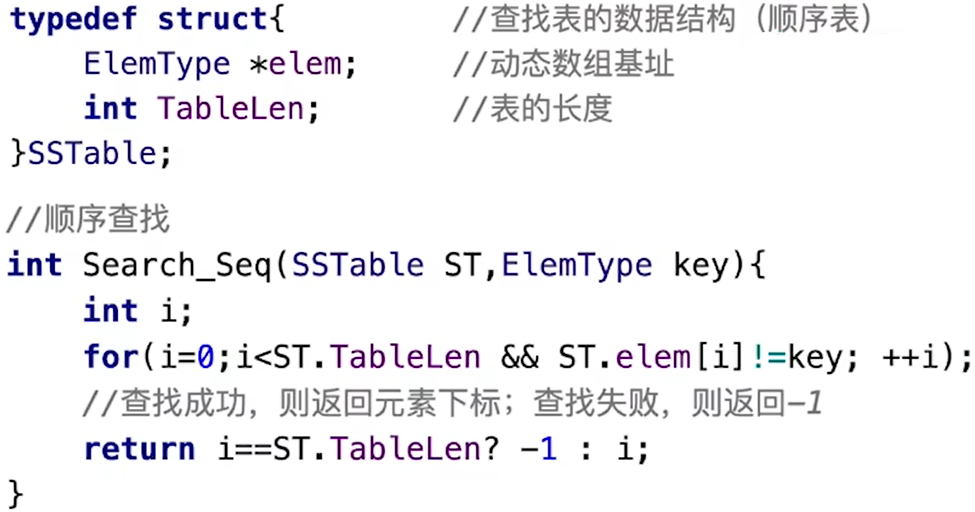 typedef struct{ //查找表的数据结构（顺序表）
    ElemType *elem; //动态数组基址
    int TableLen; //表的长度
}SSTable;
//顺序查找
int Search_Seq(SSTable ST,ElemType key){
    int i;
    for(i=0;i<ST.TableLen && ST.elem[i]!=key; ++i);
    //查找成功，则返回元素下标；查找失败，则返回-1
    return i==ST.TableLen? -1 : i;
}